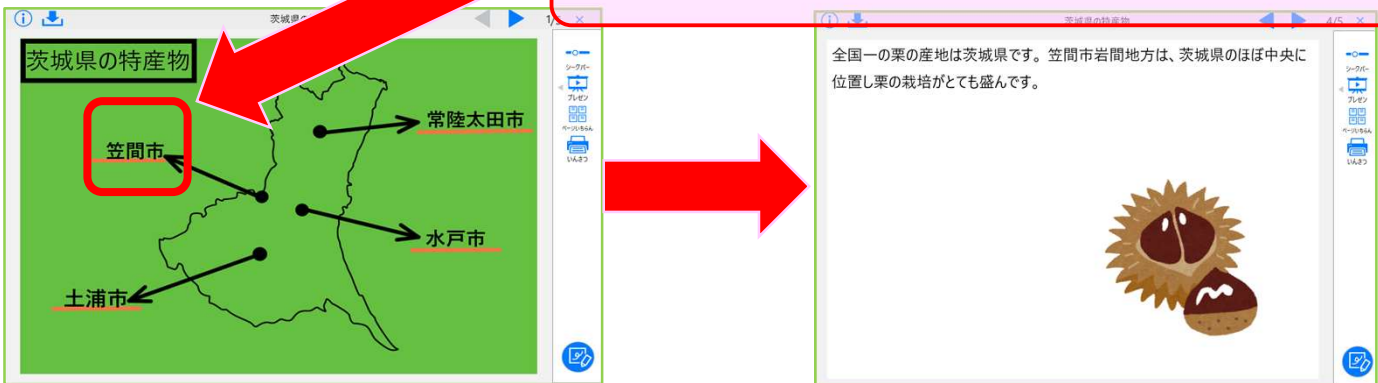 茨城県の
1/5
茨城県の特産物
常陸太田市
笠間市
水戸市
土浦市
シークバー
プレゼン
ページいちらん
いんさつ
茨城県の特産物
4/5
全国一の栗の産地は茨城県です。笠間市岩間地方は、茨城県のほぼ中央に
位置し栗の栽培がとても盛んです。
シークバー
プレゼン
ページいちらん
いんさつ